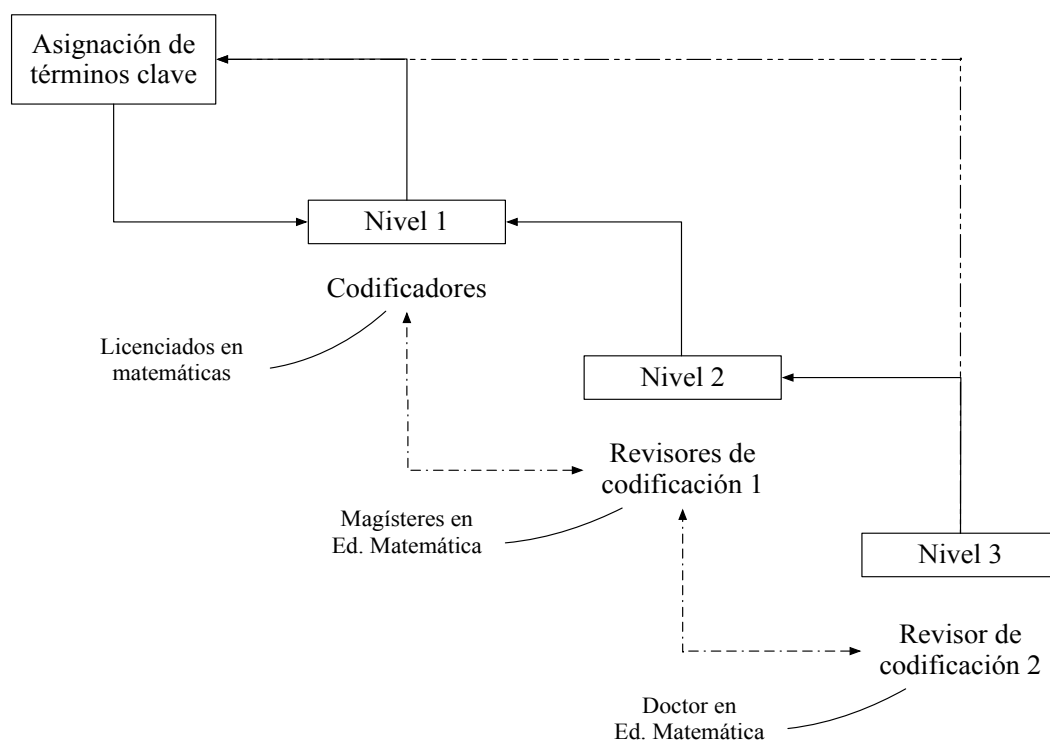 Asignación de
términos clave
Nivel 1
Codificadores
Licenciados en
matemáticas
Nivel 2
Revisores de
codificación 1
Magísteres en
Ed. Matemática
Nivel 3
Revisor de
codificación 2
Doctor en
Ed. Matemática